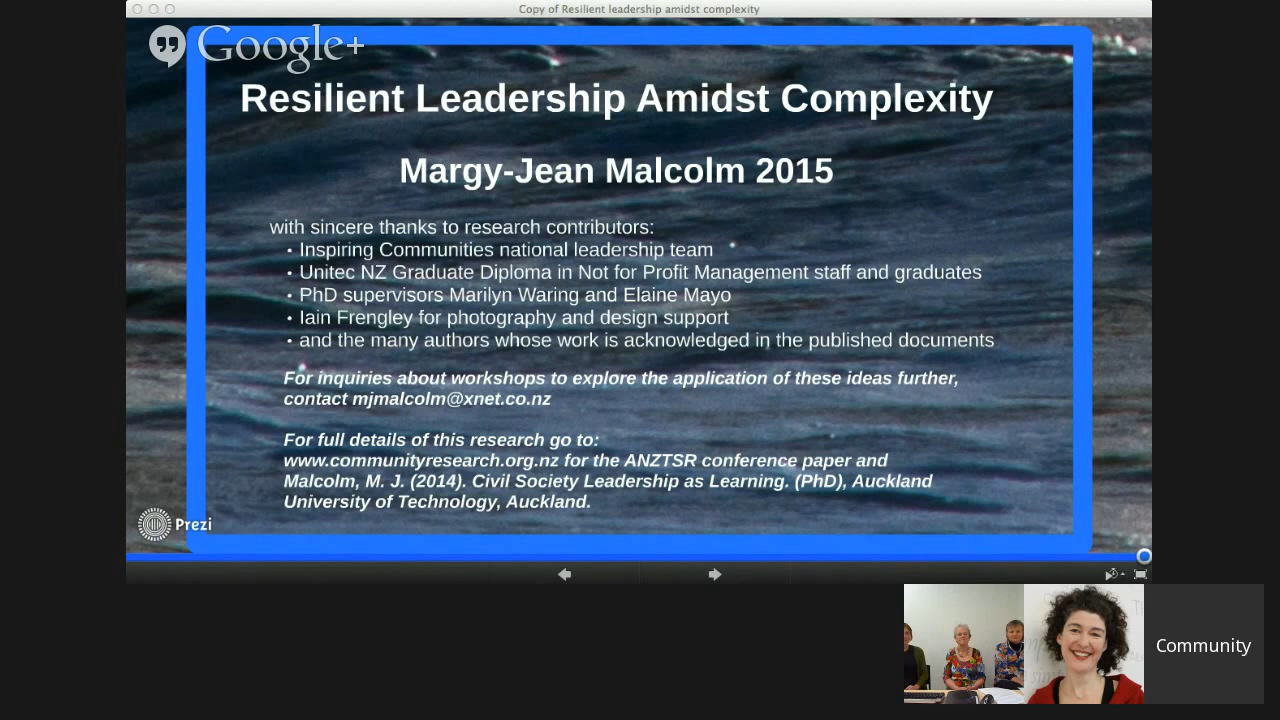 Copy of Resilient leadership amidst complexity
Google+
Resilient Leadership Amidst Complexity
Margy-Jean Malcolm 2015
with sincere thanks to research contributors:
• Inspiring Communities national leadership team
• Unitec NZ Graduate Diploma in Not for Profit Management staff and graduates
• PhD supervisors Marilyn Waring and Elaine Mayo
• Iain Frengley for photography and design support
• and the many authors whose work is acknowledged in the published documents
For inquiries about workshops to explore the application of these ideas further,
contact mjmalcolm@xnet.co.nz
For full details of this research go to:
www.communityresearch.org.nz for the ANZTSR conference paper and
Malcolm, M. J. (2014). Civil Society Leadership as Learning. (PhD), Auckland
University of Technology, Auckland.
Prezi
Community